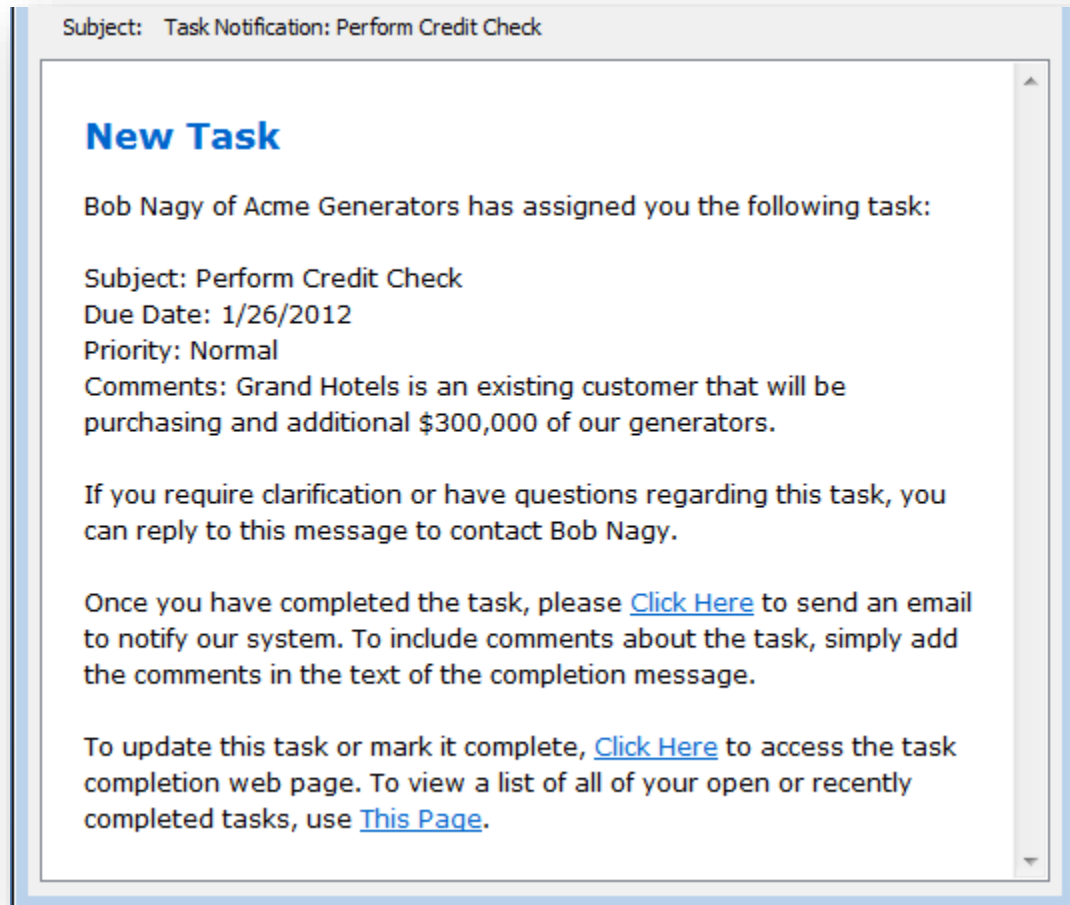 Subject: Task Notification: Perform Credit Check
New Task
Bob Nagy of Acme Generators has assigned you the following task:
Subject: Perform Credit Check
Due Date: 1/26/2012
Priority: Normal
Comments: Grand Hotels is an existing customer that will be
purchasing and additional $300,000 of our generators.
If you require clarification or have questions regarding this task, you
can reply to this message to contact Bob Nagy.
Once you have completed the task, please Click Here to send an email
to notify our system. To include comments about the task, simply add
the comments in the text of the completion message.
To update this task or mark it complete, Click Here to access the task
completion web page. To view a list of all of your open or recently
completed tasks, use This Page.